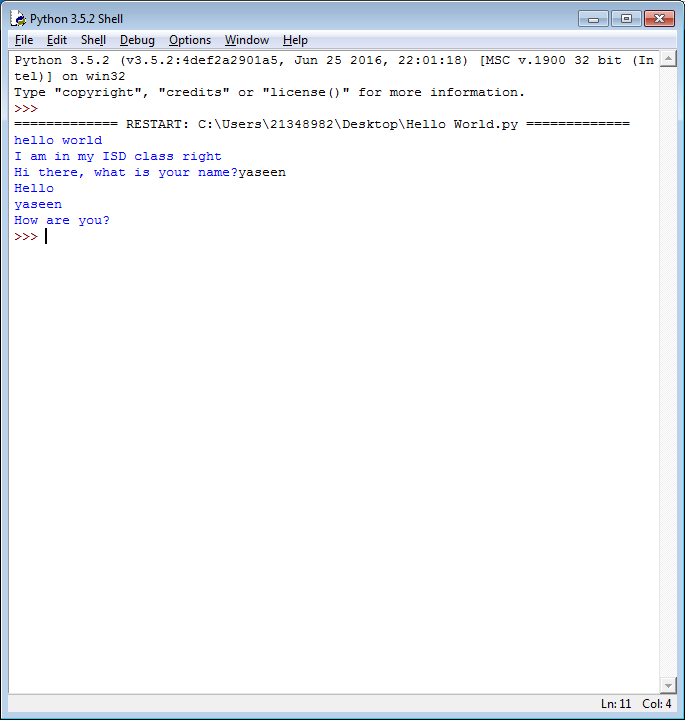 Python 3.5.2 Shell
File Edit Shell Debug Options Window Help
Python 3.5.2 (v3.5.2:4def2a2901a5, Jun 25 2016, 22:01:18) [MSC v.1900 32 bit (In
tel)] on win32
Type "copyright", "credits" or "license()" for more information.
>>>
============= RESTART: C:\Users\21348982\Desktop\Hello World.py =============
hello world
I am in my ISD class right
Hi there, what is your name?yaseen
Hello
yaseen
How are you?
>>>
Ln: 11 Col: 4